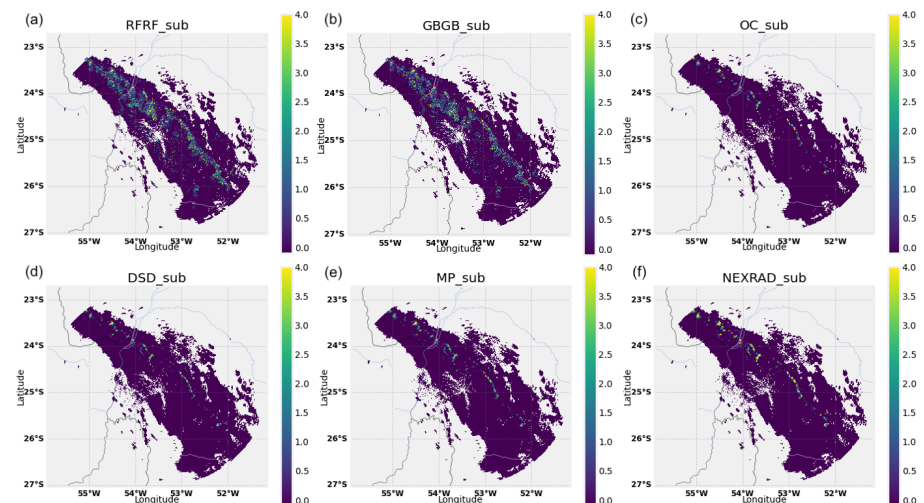 (a) RFRF_sub
23°S
24°S
25°S
26°S
27°S
Latitude
55°W 54°W 53°W 52°W
Longitude
4.0
3.5
3.0
2.5
2.0
1.5
1.0
0.5
0.0
(b) GBGB_sub
23°S
24°S
25°S
26°S
27°S
Latitude
55°W 54°W 53°W 52°W
Longitude
4.0
3.5
3.0
2.5
2.0
1.5
1.0
0.5
0.0
(c) OC_sub
23°S
24°S
25°S
26°S
27°S
Latitude
55°W 54°W 53°W 52°W
Longitude
4.0
3.5
3.0
2.5
2.0
1.5
1.0
0.5
0.0
(d) DSD_sub
23°S
24°S
25°S
26°S
27°S
Latitude
55°W 54°W 53°W 52°W
Longitude
4.0
3.5
3.0
2.5
2.0
1.5
1.0
0.5
0.0
(e) MP_sub
23°S
24°S
25°S
26°S
27°S
Latitude
55°W 54°W 53°W 52°W
Longitude
4.0
3.5
3.0
2.5
2.0
1.5
1.0
0.5
0.0
(f) NEXRAD_sub
23°S
24°S
25°S
26°S
27°S
Latitude
55°W 54°W 53°W 52°W
Longitude
4.0
3.5
3.0
2.5
2.0
1.5
1.0
0.5
0.0